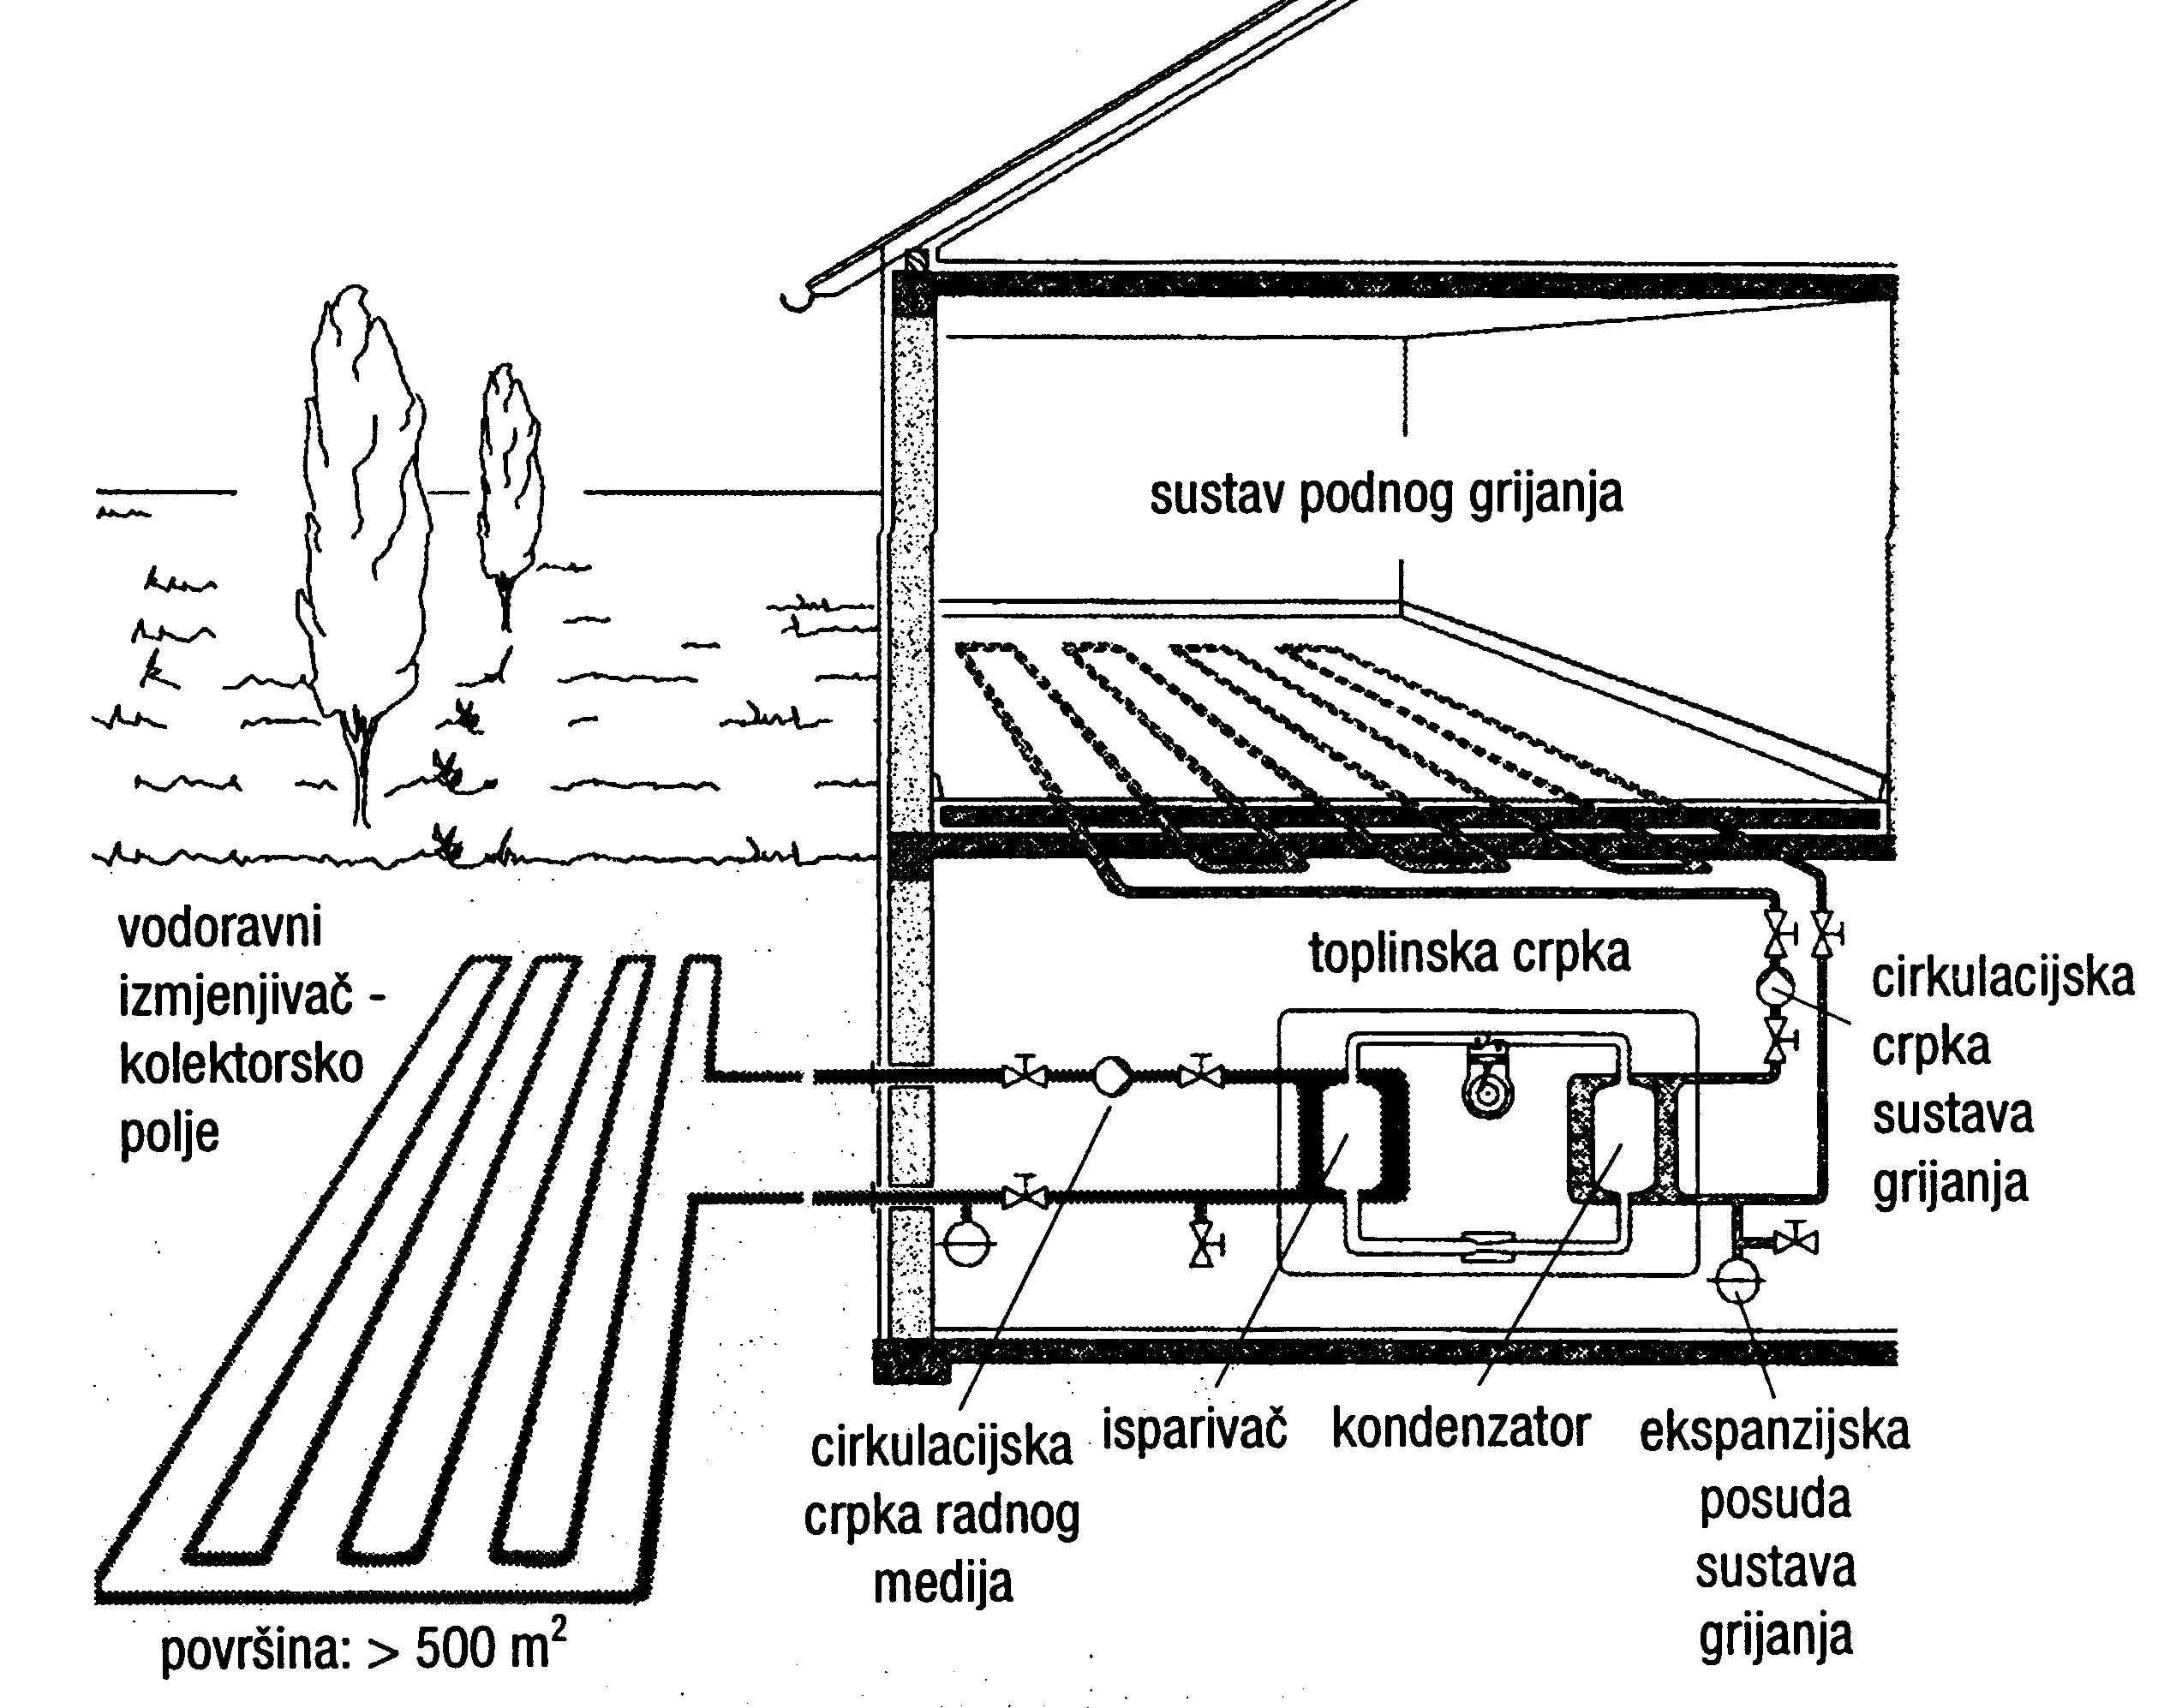 sustav podnog grijanja
vodoravni
izmjenjivač -
kolektorsko
polje
toplinska crpka
cirkulacijska
crpka
sustava
grijanja
cirkulacijska
crpka radnog
medija
isparivač
kondenzator
ekspanzijska
posuda
sustava
grijanja
površina: > 500 m²